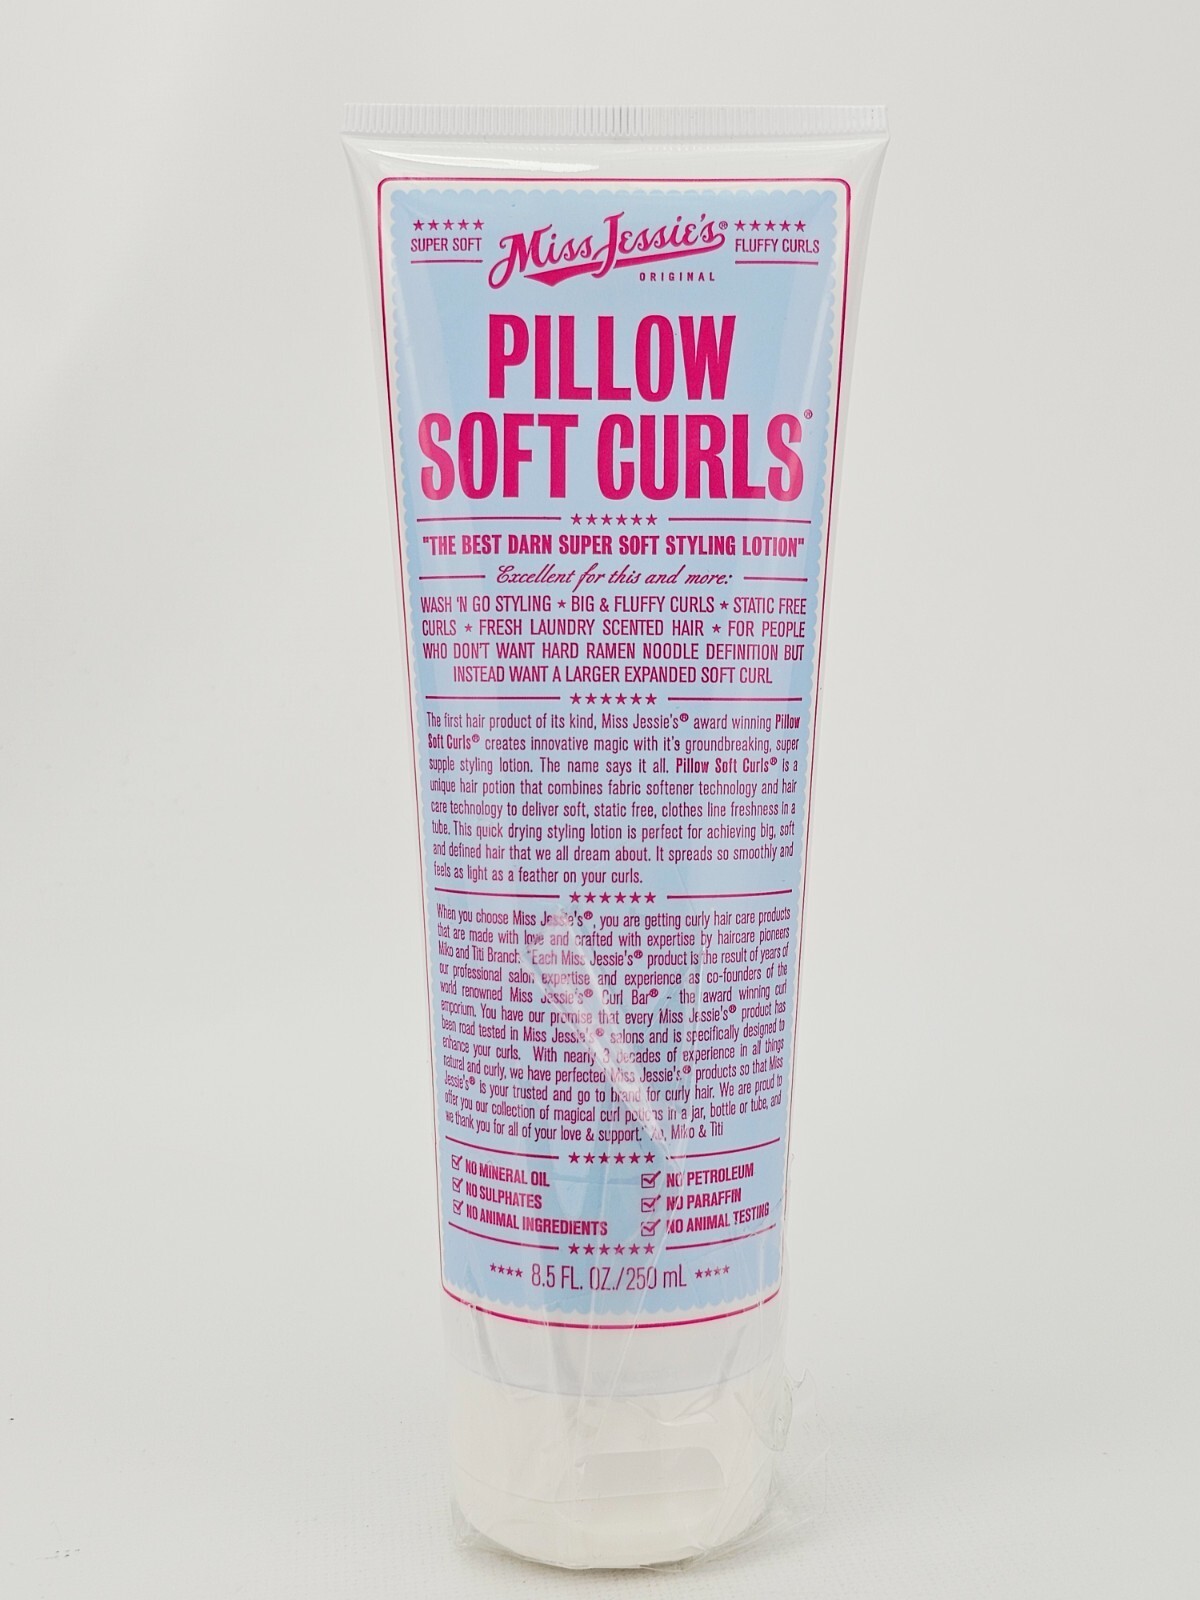 ★★★★★ Miss Jessie's® ★★★★★
SUPER SOFT FLUFFY CURLS
ORIGINAL
PILLOW
SOFT CURLS®
★★★★★★
"THE BEST DARN SUPER SOFT STYLING LOTION"
Excellent for this and more:
WASH 'N GO STYLING ★ BIG & FLUFFY CURLS ★ STATIC FREE
CURLS ★ FRESH LAUNDRY SCENTED HAIR ★ FOR PEOPLE
WHO DON'T WANT HARD RAMEN NOODLE DEFINITION BUT
INSTEAD WANT A LARGER EXPANDED SOFT CURL
★★★★★★
The first hair product of its kind, Miss Jessie's® award winning Pillow
Soft Curls® creates innovative magic with it's groundbreaking, super
supple styling lotion. The name says it all. Pillow Soft Curls® is a
unique hair potion that combines fabric softener technology and hair
care technology to deliver soft, static free, clothes line freshness in a
tube. This quick drying styling lotion is perfect for achieving big, soft
and defined hair that we all dream about. It spreads so smoothly and
feels as light as a feather on your curls.
★★★★★★
When you choose Miss Jessie's®, you are getting curly hair care products
that are made with love and crafted with expertise by haircare pioneers
Miko and Titi Branch. "Each Miss Jessie's® product is the result of years of
our professional salon expertise and experience as co-founders of the
world renowned Miss Jessie's® Curl Bar® - the award winning curl
emporium. You have our promise that every Miss Jessie's® product has
been road tested in Miss Jessie's® salons and is specifically designed to
enhance your curls. With nearly 3 decades of experience in all things
natural and curly, we have perfected Miss Jessie's® products so that Miss
Jessie's® is your trusted and go to brand for curly hair. We are proud to
offer you our collection of magical curl potions in a jar, bottle or tube, and
we thank you for all of your love & support." Xo, Miko & Titi
★★★★★★
NO MINERAL OIL NO PETROLEUM
NO SULPHATES NO PARAFFIN
NO ANIMAL INGREDIENTS NO ANIMAL TESTING
★★★★★★
★★★★ 8.5 FL. OZ./250 mL ★★★★